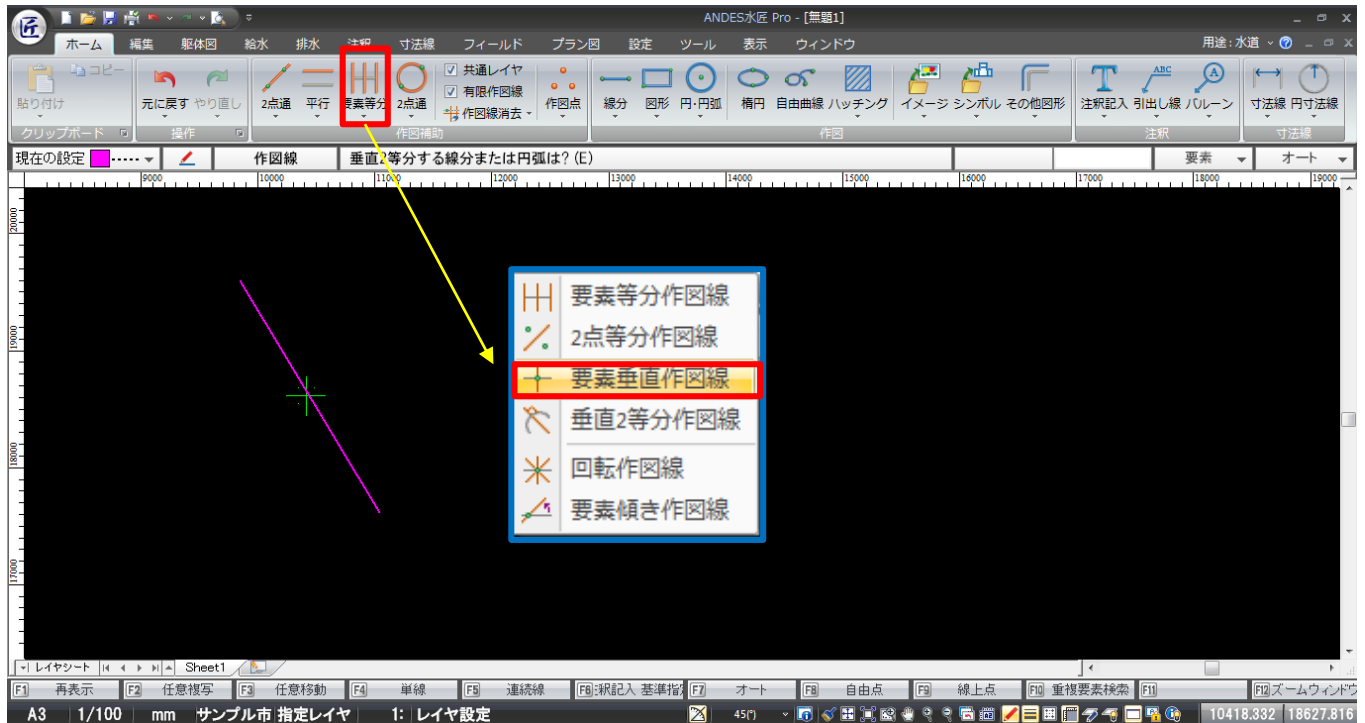 匠
ANDES水匠 Pro - [無題1]
ホーム 編集 躯体図 給水 排水 注釈 寸法線 フィールド プラン図 設定 ツール 表示 ウィンドウ 用途:水道
貼り付け コピー 元に戻す やり直し 2点通 平行 要素等分 2点通 共通レイヤ 有限作図線 作図線消去 作図点 線分 図形 円・円弧 楕円 自由曲線 ハッチング イメージ シンボル その他図形 注釈記入 引出し線 バルーン 寸法線 円寸法線
クリップボード 操作 作図補助 作図 注釈 寸法線
現在の設定 作図線 垂直2等分する線分または円弧は?(E) 要素 オート
9000 10000 11000 12000 13000 14000 15000 16000 17000 18000 19000
20000
19000
18000
17000
要素等分作図線
2点等分作図線
要素垂直作図線
垂直2等分作図線
回転作図線
要素傾き作図線
レイヤシート Sheet1
F1 再表示 F2 任意複写 F3 任意移動 F4 単線 F5 連続線 F6 釈記入 基準指 F7 オート F8 自由点 F9 線上点 F10 重複要素検索 F11 F12 ズームウィンドウ
A3 1/100 mm サンプル市 指定レイヤ 1: レイヤ設定 45(°) 10418.332 18627.816